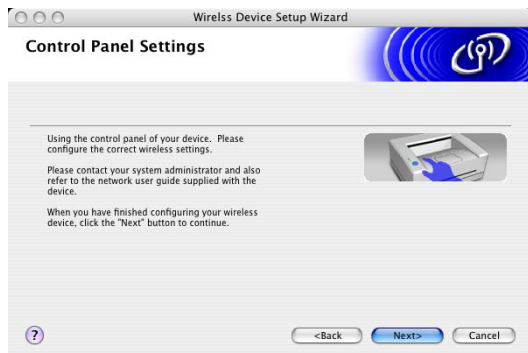 Wirelss Device Setup Wizard
Control Panel Settings
Using the control panel of your device. Please
configure the correct wireless settings.
Please contact your system administrator and also
refer to the network user guide supplied with the
device.
When you have finished configuring your wireless
device, click the "Next" button to continue.
?
<Back
Next>
Cancel